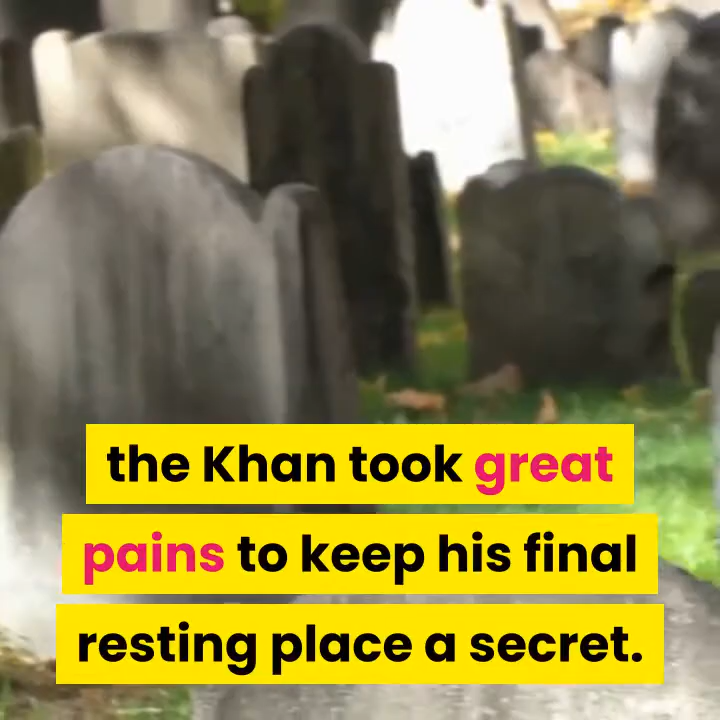 the Khan took great
pains to keep his final
resting place a secret.